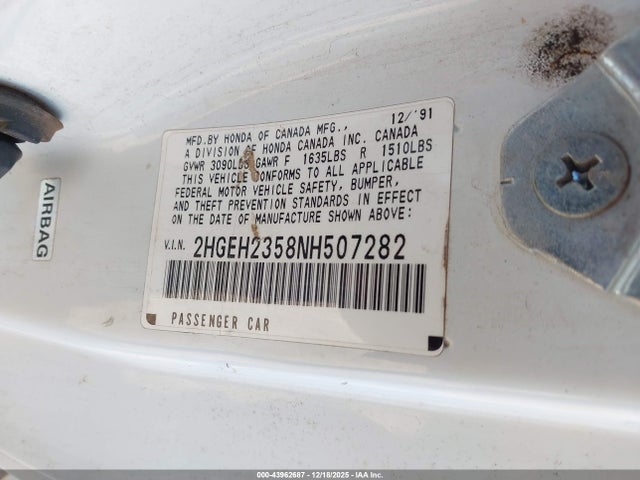 12/'91
MFD.BY HONDA OF CANADA MFG.,
A DIVISION OF HONDA CANADA INC. CANADA
GVWR 3090LBS GAWR F 1635LBS R 1510LBS
THIS VEHICLE CONFORMS TO ALL APPLICABLE
FEDERAL MOTOR VEHICLE SAFETY, BUMPER,
AND THEFT PREVENTION STANDARDS IN EFFECT
ON THE DATE OF MANUFACTURE SHOWN ABOVE:
V.I.N. 2HGEH2358NH507282
PASSENGER CAR
AIRBAG
000-43962687 - 12/18/2025 - IAA Inc.